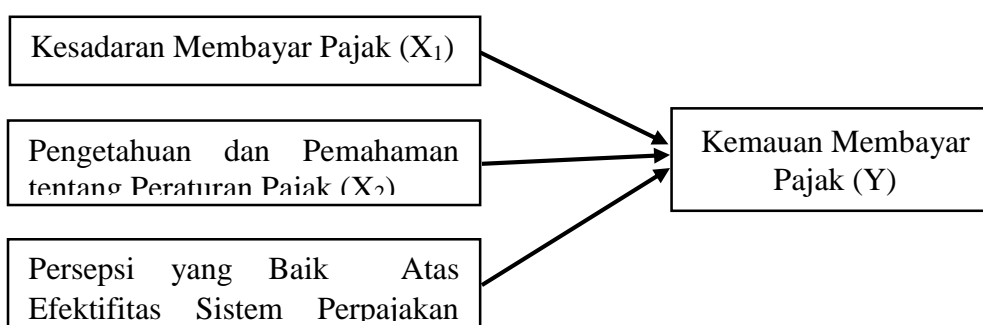 Kesadaran Membayar Pajak (X₁)
Pengetahuan dan Pemahaman
tentang Peraturan Pajak (X₂)
Kemauan Membayar
Pajak (Y)
Persepsi yang Baik Atas
Efektifitas Sistem Perpajakan